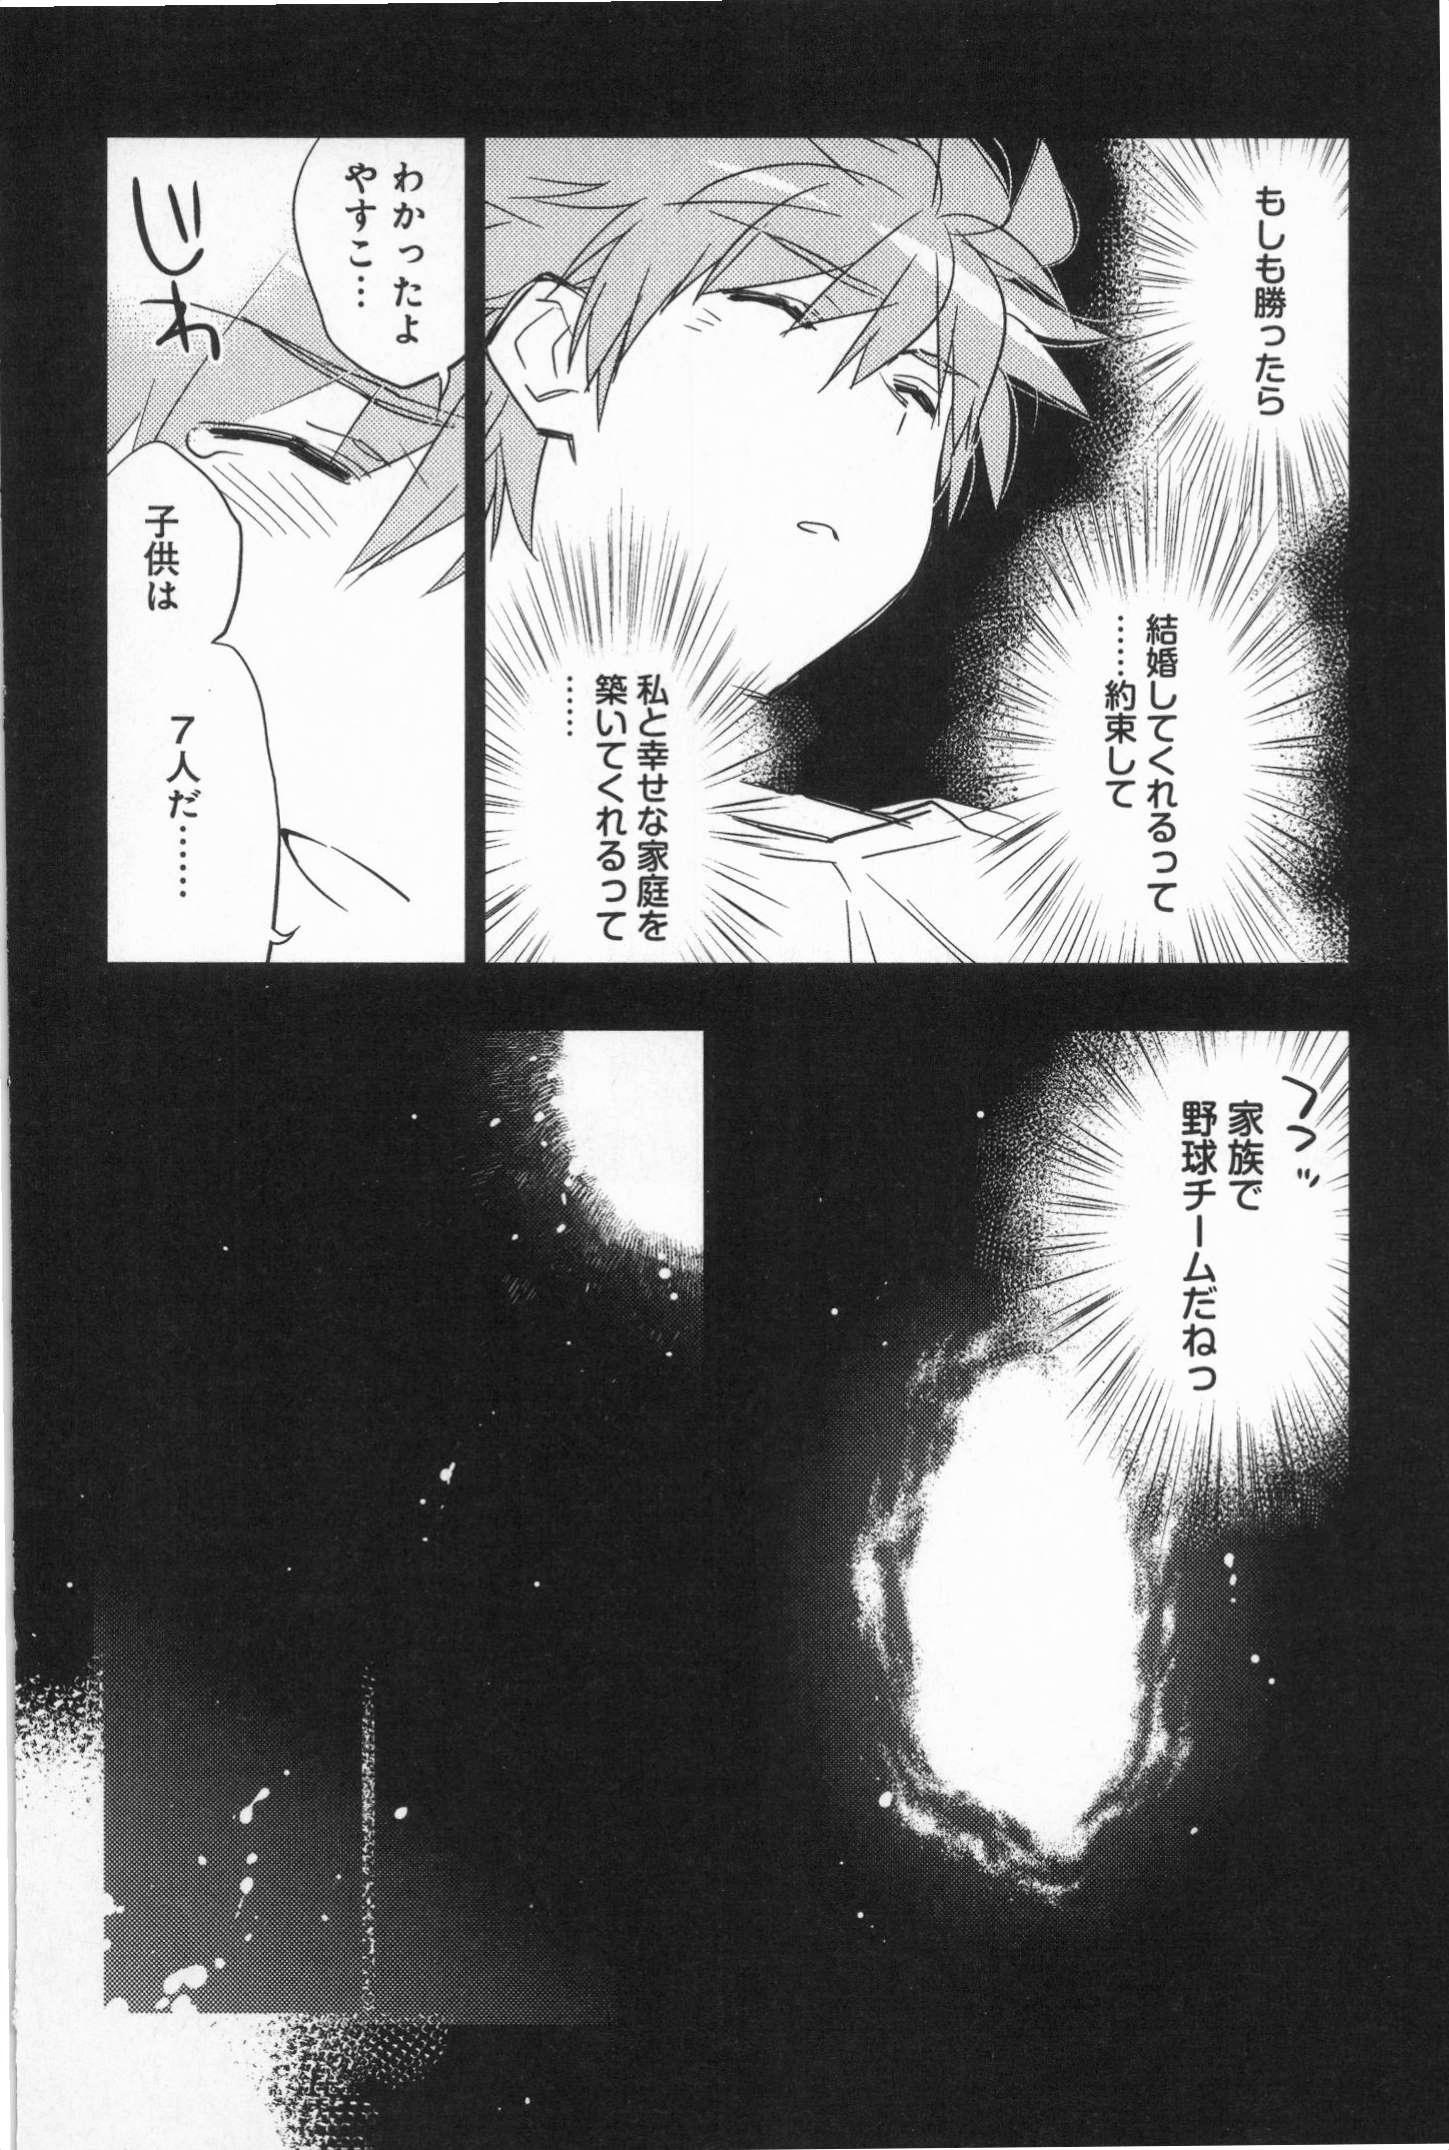 もしも勝ったら
結婚してくれるって
……約束して
私と幸せな家庭を
築いてくれるって
……
わかったよ
やすこ…
じわ
子供は
7人だ……
フフッ
家族で
野球チームだねっ